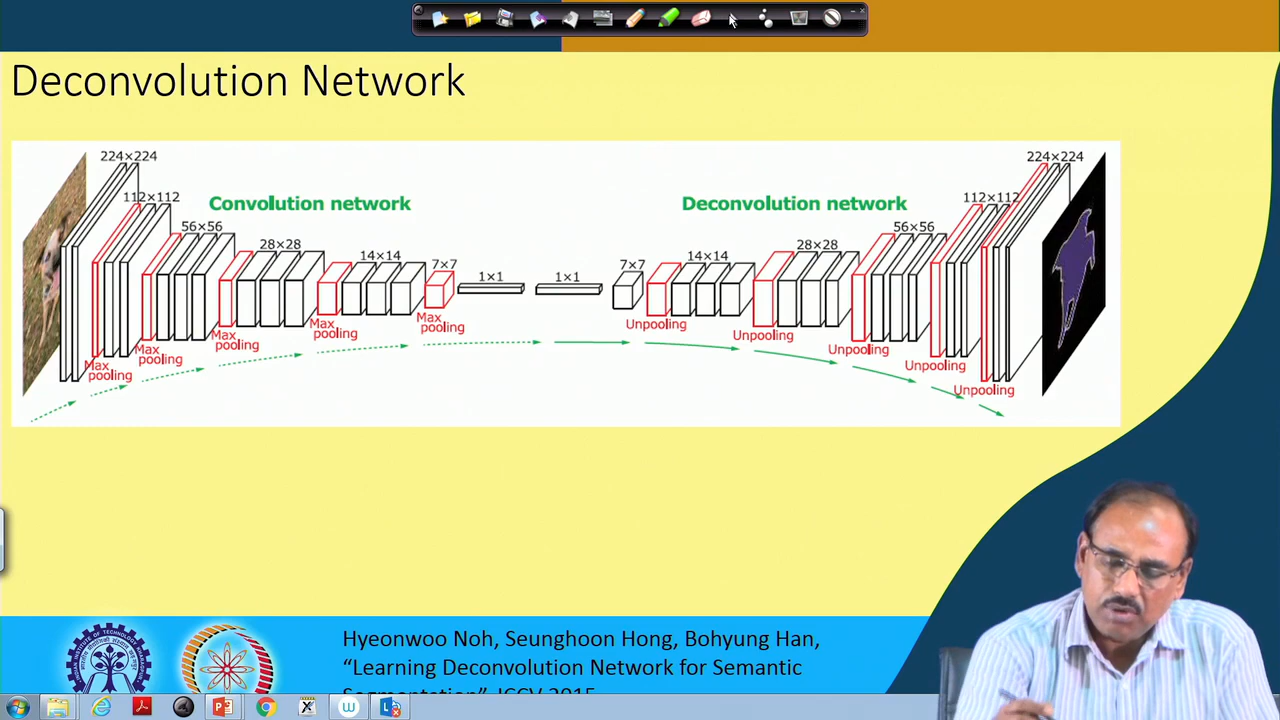 Deconvolution Network
224×224
112×112
56×56
28×28
14×14
7×7
1×1
1×1
7×7
14×14
28×28
56×56
112×112
224×224
Convolution network
Deconvolution network
Max
pooling
Max
pooling
Max
pooling
Max
pooling
Max
pooling
Unpooling
Unpooling
Unpooling
Unpooling
Unpooling
Hyeonwoo Noh, Seunghoon Hong, Bohyung Han,
“Learning Deconvolution Network for Semantic
Segmentation”, ICCV 2015